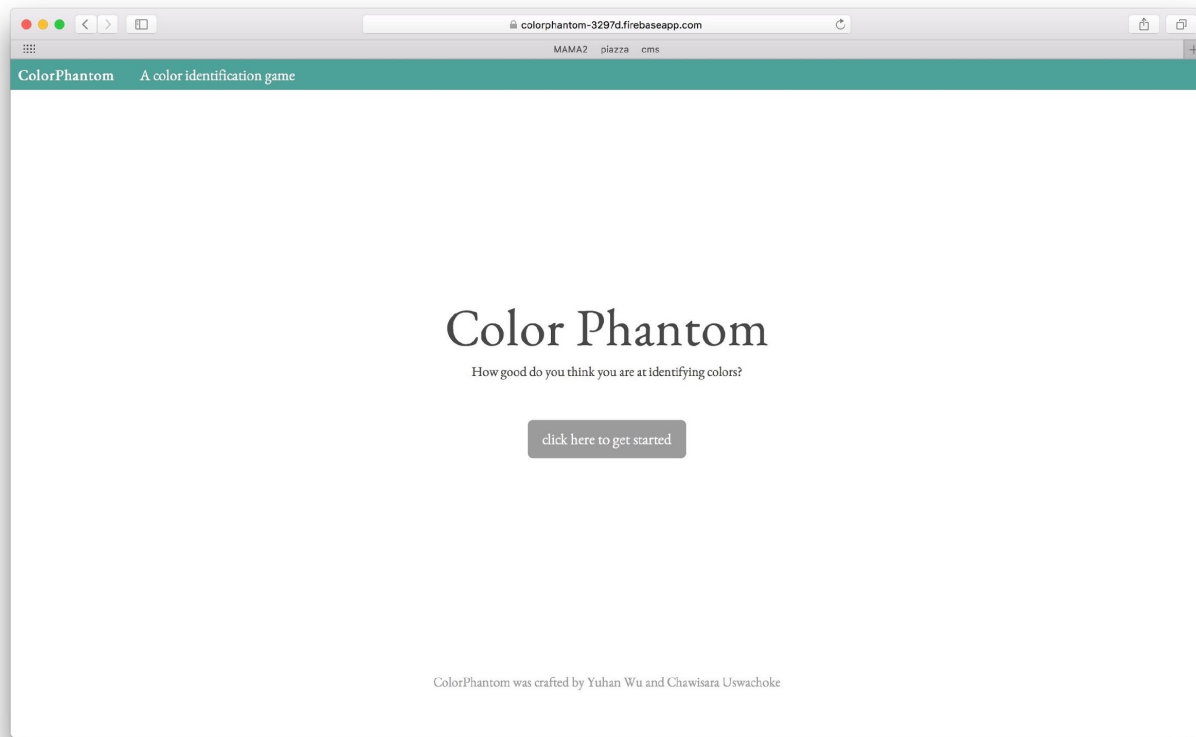 colorphantom-3297d.firebaseapp.com
MAMA2 piazza cms
ColorPhantom A color identification game
Color Phantom
How good do you think you are at identifying colors?
click here to get started
ColorPhantom was crafted by Yuhan Wu and Chawisara Uswachoke